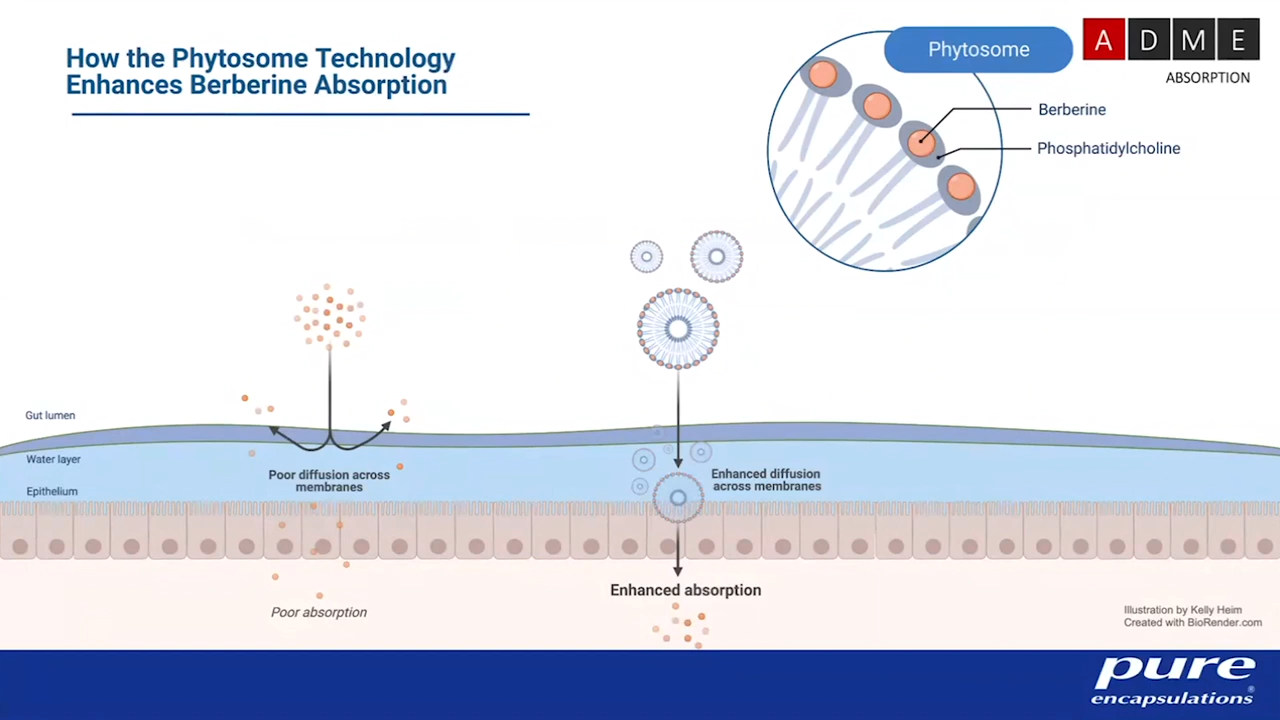 How the Phytosome Technology
Enhances Berberine Absorption
Phytosome
A D M E
ABSORPTION
Berberine
Phosphatidylcholine
Gut lumen
Water layer
Epithelium
Poor diffusion across
membranes
Enhanced diffusion
across membranes
Poor absorption
Enhanced absorption
Illustration by Kelly Heim
Created with BioRender.com
pure
encapsulations®